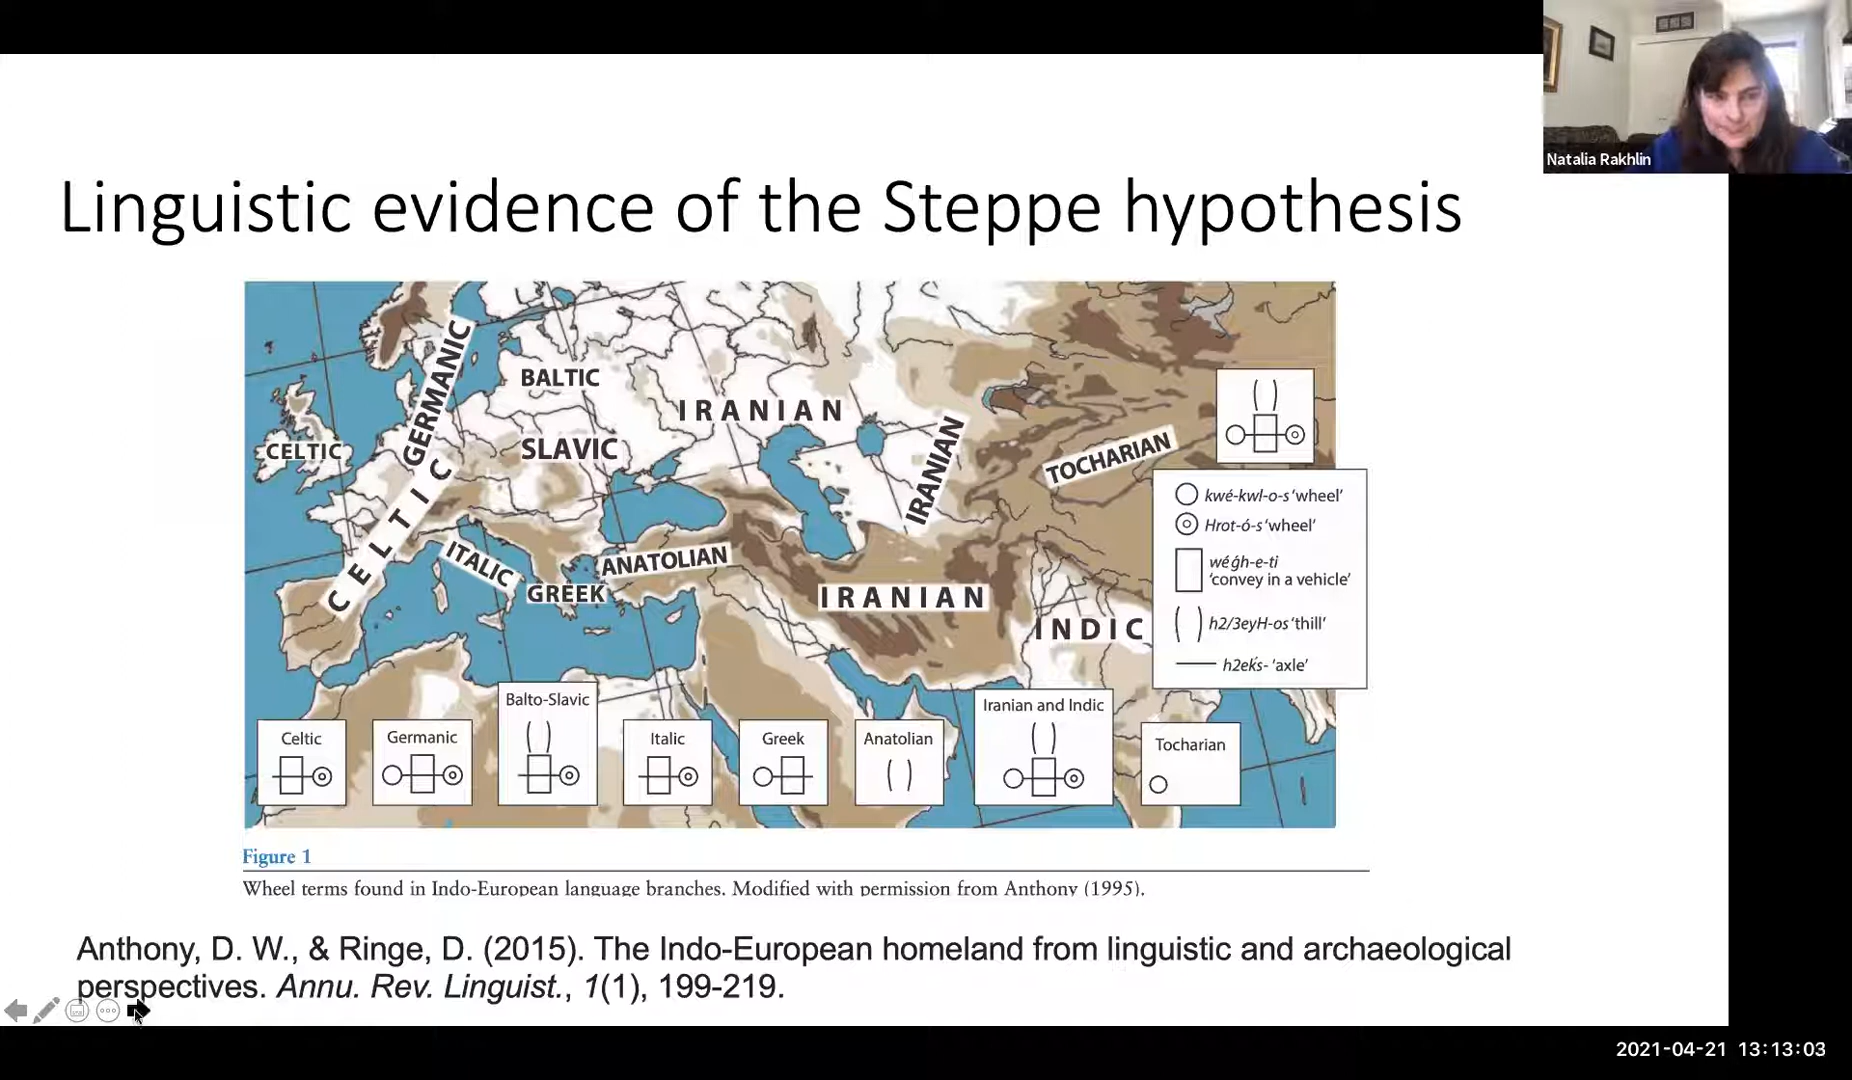 Natalia Rakhlin
Linguistic evidence of the Steppe hypothesis
GERMANIC
BALTIC
IRANIAN
CELTIC
SLAVIC
IRANIAN
TOCHARIAN
CELTIC
ITALIC
ANATOLIAN
GREEK
IRANIAN
INDIC
kwé-kwl-o-s ‘wheel’
Hrot-ó-s ‘wheel’
wéǵh-e-ti
‘convey in a vehicle’
h2/3eyH-os ‘thill’
h2eḱs- ‘axle’
Celtic
Germanic
Balto-Slavic
Italic
Greek
Anatolian
Iranian and Indic
Tocharian
Figure 1
Wheel terms found in Indo-European language branches. Modified with permission from Anthony (1995).
Anthony, D. W., & Ringe, D. (2015). The Indo-European homeland from linguistic and archaeological
perspectives. Annu. Rev. Linguist., 1(1), 199-219.
2021-04-21 13:13:03